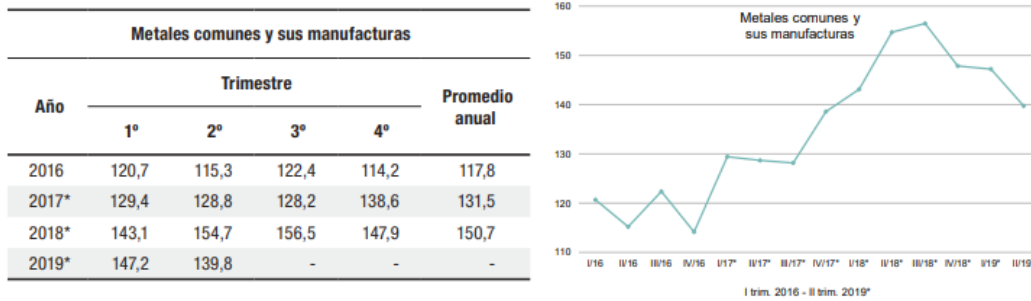 Metales comunes y sus manufacturas
Año
Trimestre
Promedio
anual
1º 2º 3º 4º
2016 120,7 115,3 122,4 114,2 117,8
2017* 129,4 128,8 128,2 138,6 131,5
2018* 143,1 154,7 156,5 147,9 150,7
2019* 147,2 139,8 - - -
Metales comunes y
sus manufacturas
160
150
140
130
120
110
I/16 II/16 III/16 IV/16 I/17* II/17* III/17* IV/17* I/18* II/18* III/18* IV/18* I/19* II/19
I trim. 2016 - II trim. 2019*